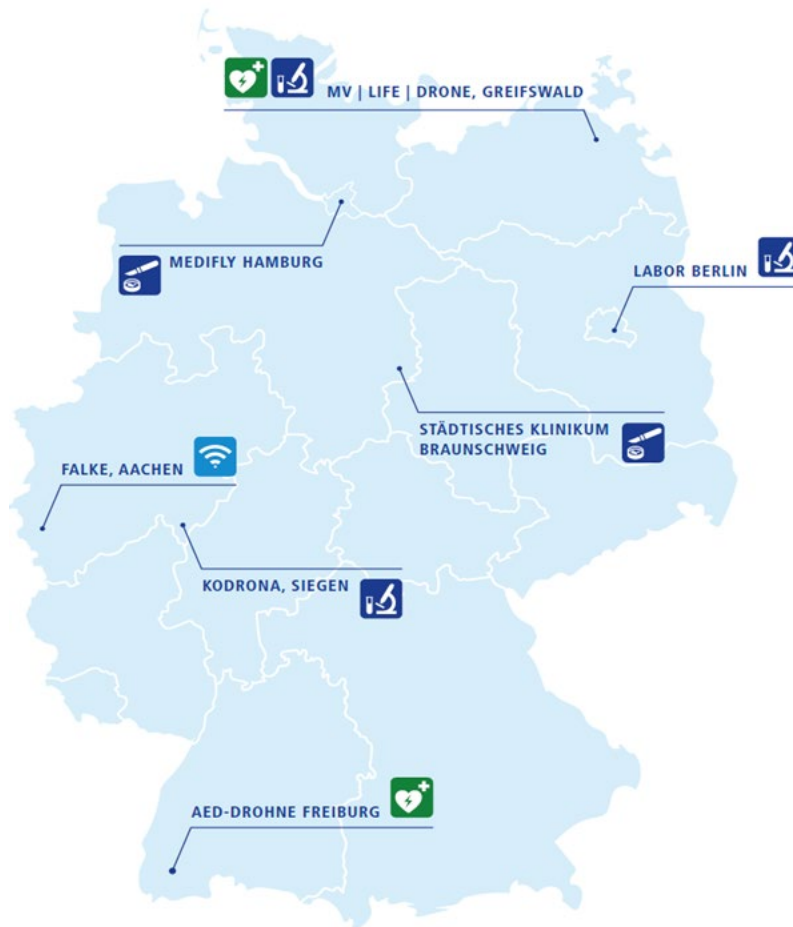 MV | LIFE | DRONE, GREIFSWALD
MEDIFLY HAMBURG
LABOR BERLIN
STÄDTISCHES KLINIKUM
BRAUNSCHWEIG
FALKE, AACHEN
KODRONA, SIEGEN
AED-DROHNE FREIBURG